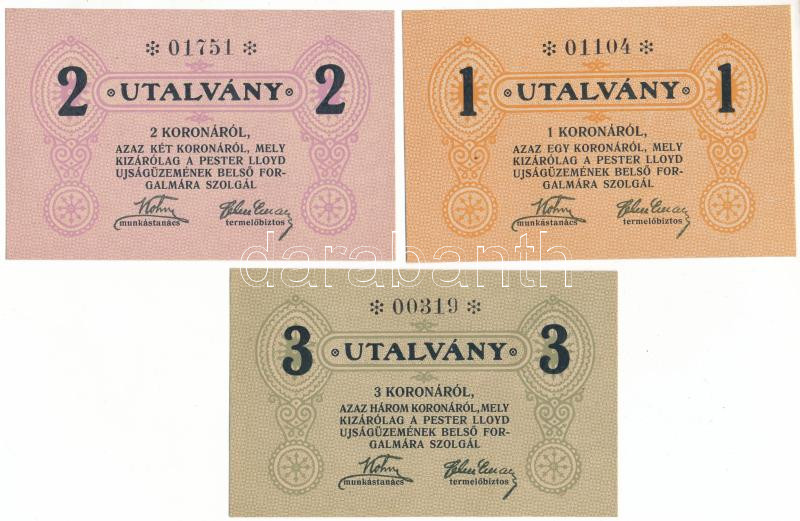 ✻ 01751 ✻
2 UTALVÁNY 2
2 KORONÁRÓL,
AZAZ KÉT KORONÁRÓL, MELY
KIZÁRÓLAG A PESTER LLOYD
UJSÁGÜZEMÉNEK BELSŐ FOR-
GALMÁRA SZOLGÁL
munkástanács termelőbiztos
✻ 01104 ✻
1 UTALVÁNY 1
1 KORONÁRÓL,
AZAZ EGY KORONÁRÓL, MELY
KIZÁRÓLAG A PESTER LLOYD
UJSÁGÜZEMÉNEK BELSŐ FOR-
GALMÁRA SZOLGÁL
munkástanács termelőbiztos
darabanth
✻ 00319 ✻
3 UTALVÁNY 3
3 KORONÁRÓL,
AZAZ HÁROM KORONÁRÓL, MELY
KIZÁRÓLAG A PESTER LLOYD
UJSÁGÜZEMÉNEK BELSŐ FOR-
GALMÁRA SZOLGÁL
munkástanács termelőbiztos